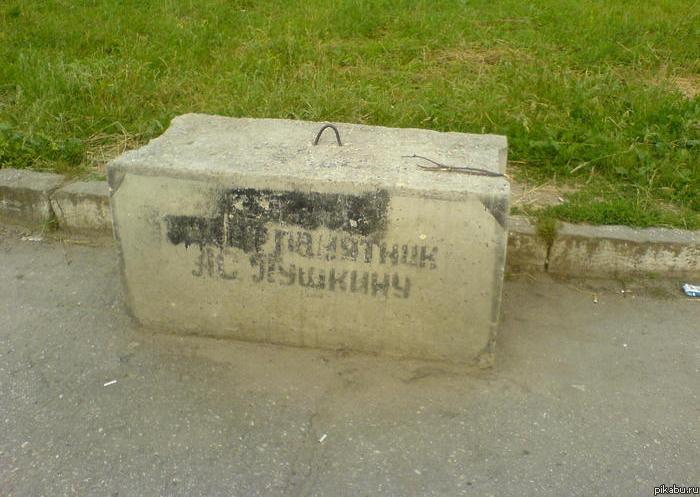 памятник
А.С. Пушкину
pikabu.ru